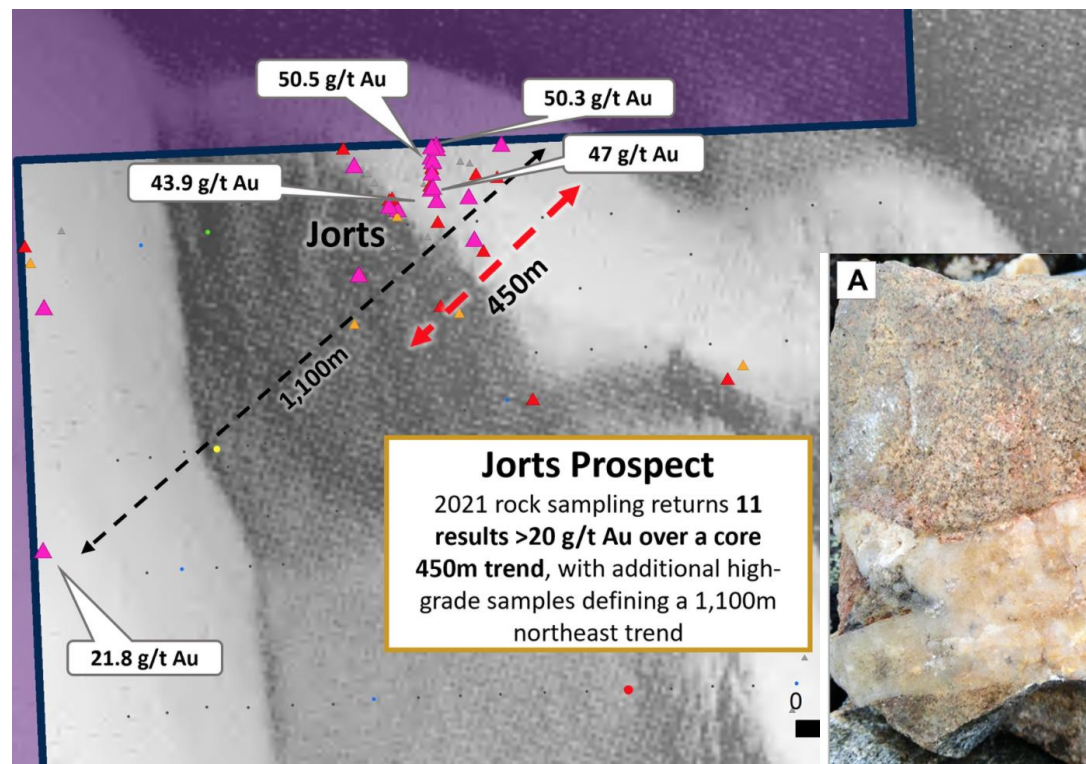 50.5 g/t Au
50.3 g/t Au
47 g/t Au
43.9 g/t Au
Jorts
450m
1,100m
A
Jorts Prospect
2021 rock sampling returns 11
results >20 g/t Au over a core
450m trend, with additional high-
grade samples defining a 1,100m
northeast trend
21.8 g/t Au
0